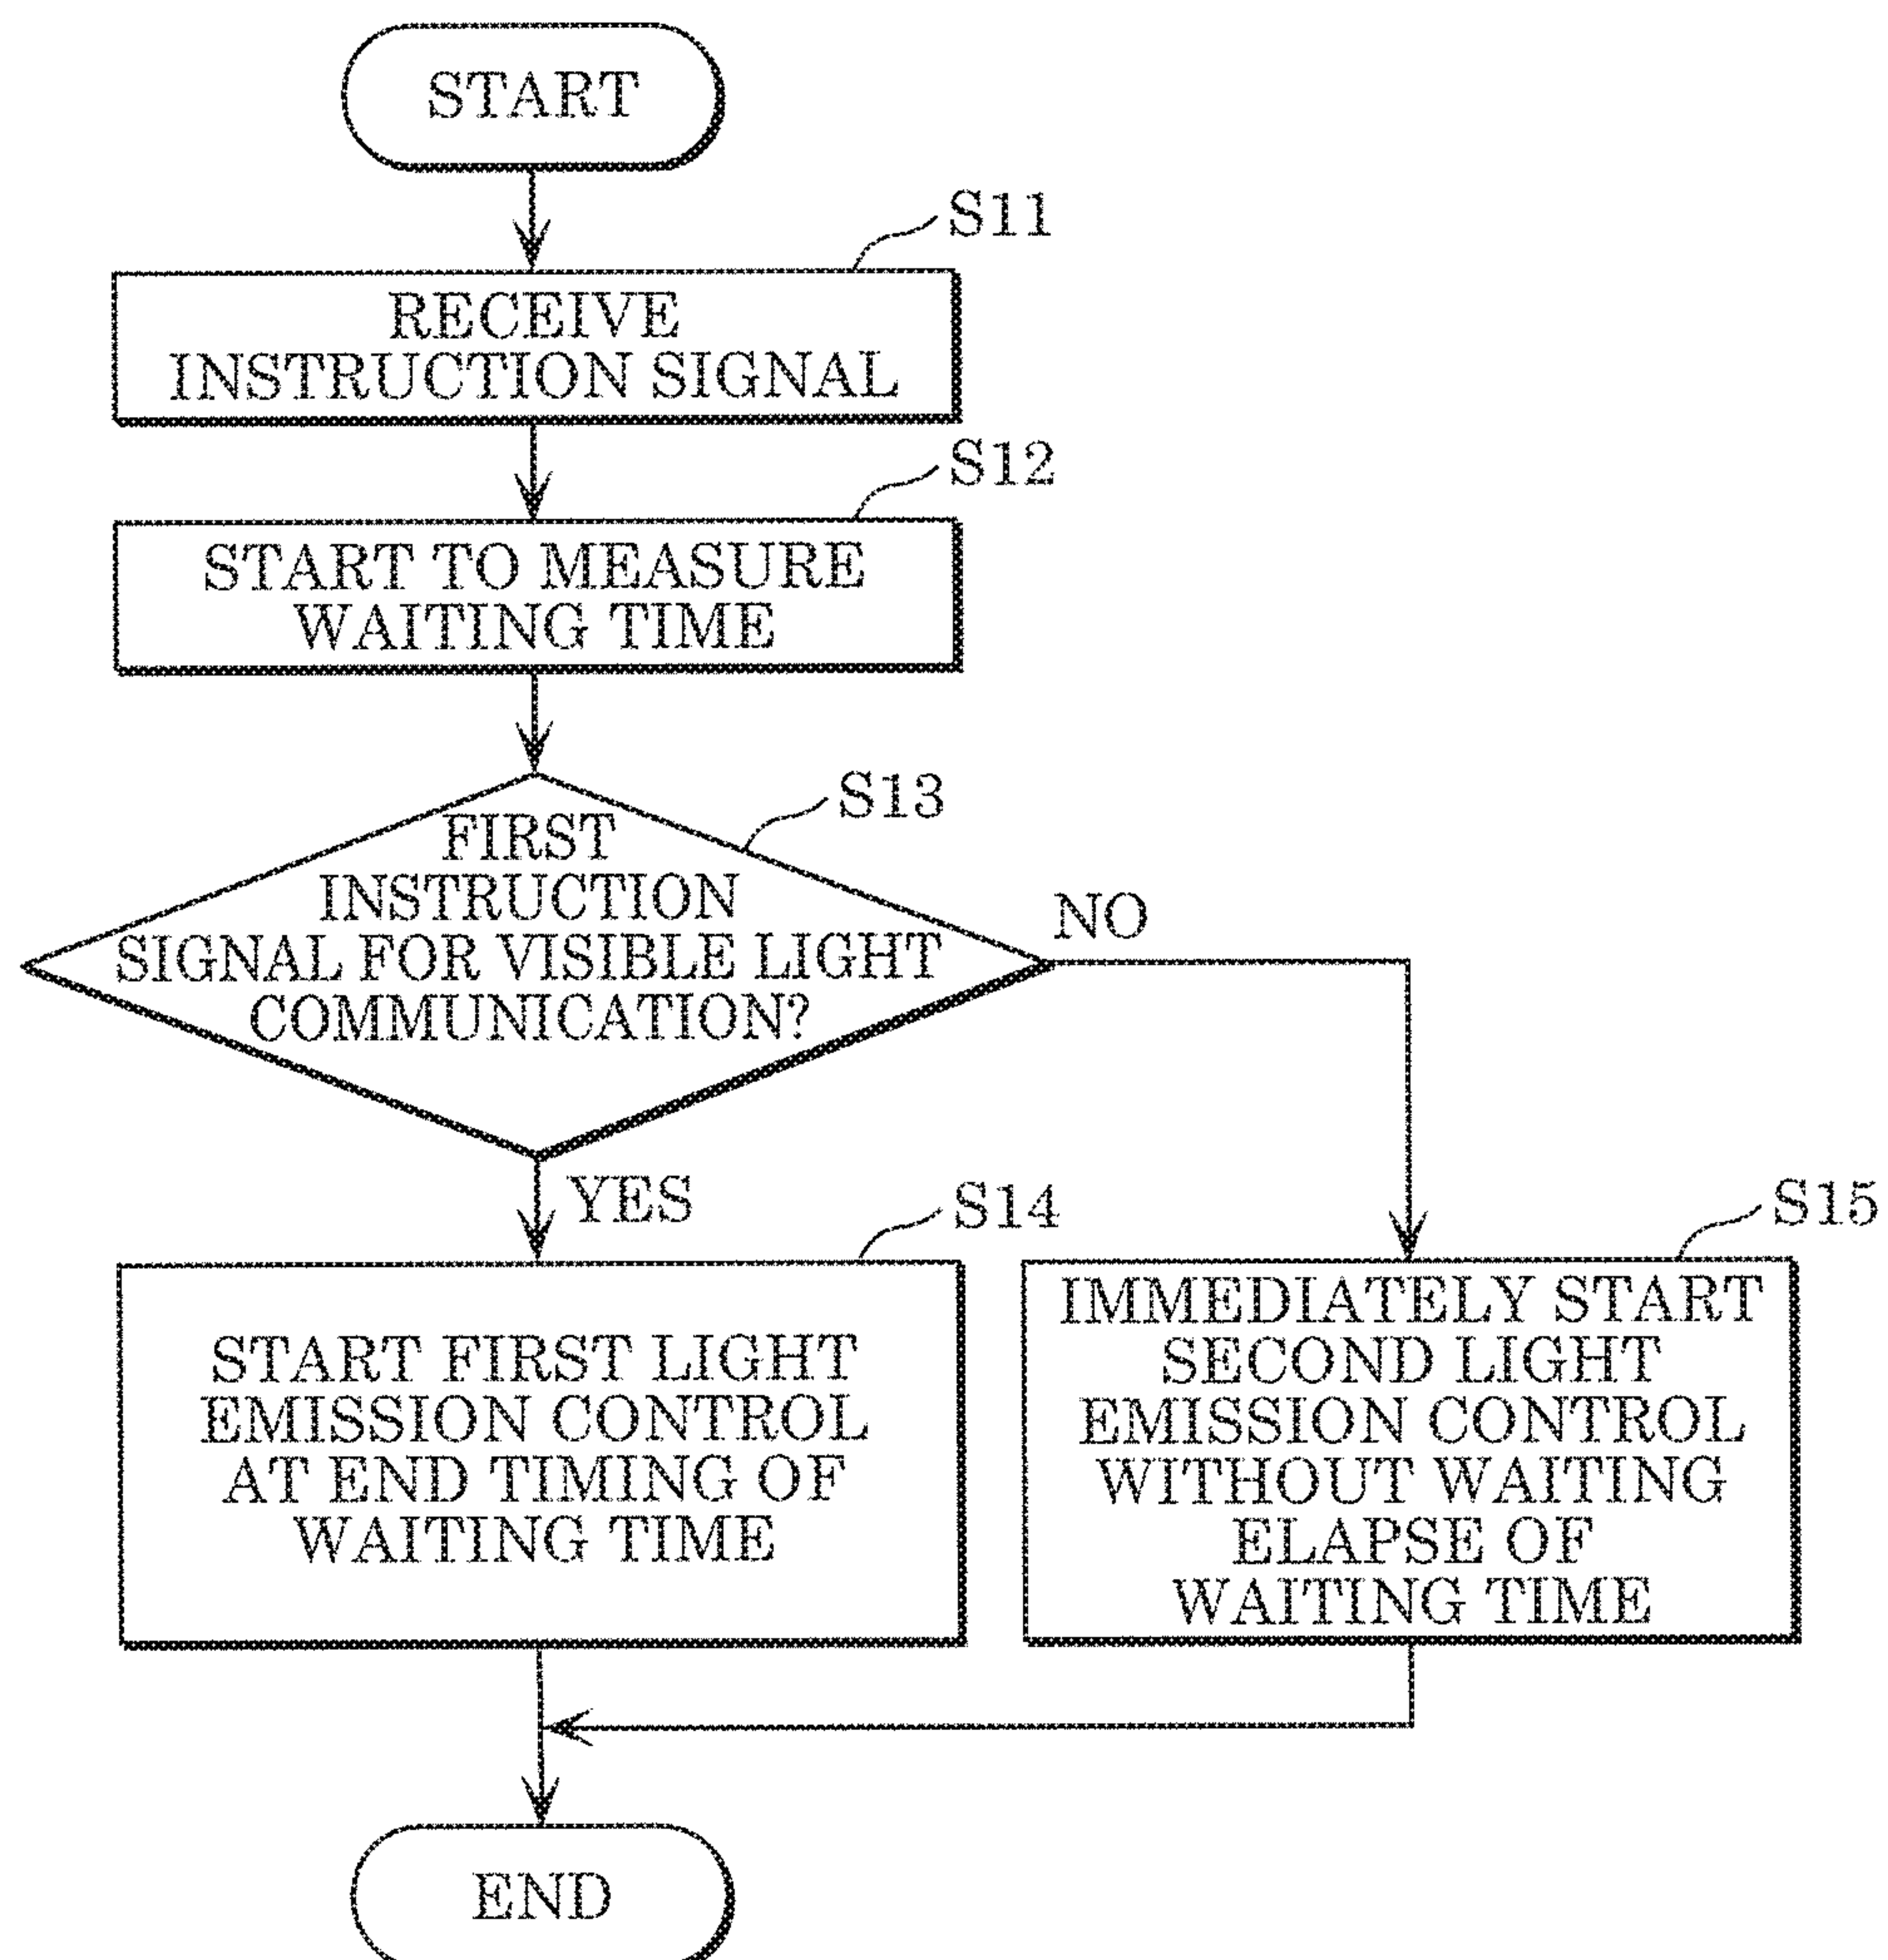 START
S11
RECEIVE
INSTRUCTION SIGNAL
S12
START TO MEASURE
WAITING TIME
S13
FIRST
INSTRUCTION
SIGNAL FOR VISIBLE LIGHT
COMMUNICATION?
NO
YES
S14
START FIRST LIGHT
EMISSION CONTROL
AT END TIMING OF
WAITING TIME
S15
IMMEDIATELY START
SECOND LIGHT
EMISSION CONTROL
WITHOUT WAITING
ELAPSE OF
WAITING TIME
END